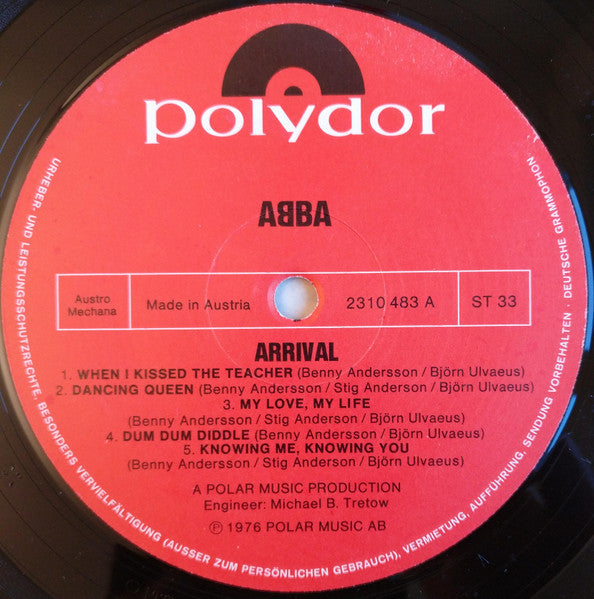 polydor
ABBA
Austro
Mechana
Made in Austria
2310 483 A
ST 33
ARRIVAL
1. WHEN I KISSED THE TEACHER (Benny Andersson / Björn Ulvaeus)
2. DANCING QUEEN (Benny Andersson / Stig Anderson / Björn Ulvaeus)
3. MY LOVE, MY LIFE
(Benny Andersson / Stig Anderson / Björn Ulvaeus)
4. DUM DUM DIDDLE (Benny Andersson / Björn Ulvaeus)
5. KNOWING ME, KNOWING YOU
(Benny Andersson / Stig Anderson / Björn Ulvaeus)
A POLAR MUSIC PRODUCTION
Engineer: Michael B. Tretow
℗ 1976 POLAR MUSIC AB
URHEBER- UND LEISTUNGSSCHUTZRECHTE, BESONDERS VERVIELFÄLTIGUNG (AUSSER ZUM PERSÖNLICHEN GEBRAUCH), VERMIETUNG, AUFFÜHRUNG, SENDUNG VORBEHALTEN · DEUTSCHE GRAMMOPHON